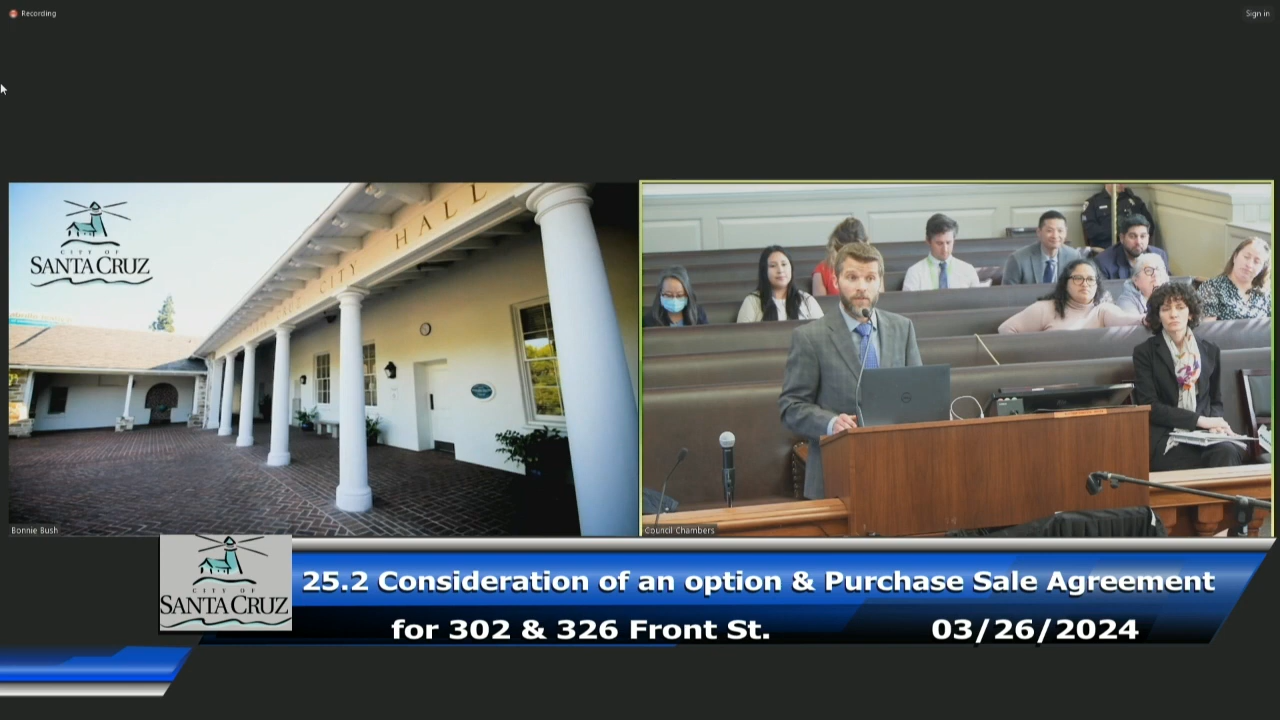 Recording
Sign in
CITY OF
SANTA CRUZ
CITY HALL
Bonnie Bush
Council Chambers
DELL
CITY OF
SANTA CRUZ
25.2 Consideration of an option & Purchase Sale Agreement
for 302 & 326 Front St.
03/26/2024